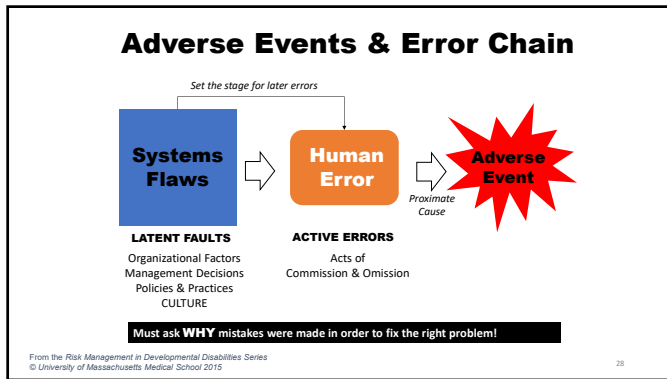 Adverse Events & Error Chain
Set the stage for later errors
Systems
Flaws
Human
Error
Adverse
Event
Proximate
Cause
LATENT FAULTS
Organizational Factors
Management Decisions
Policies & Practices
CULTURE
ACTIVE ERRORS
Acts of
Commission & Omission
Must ask WHY mistakes were made in order to fix the right problem!
From the Risk Management in Developmental Disabilities Series
© University of Massachusetts Medical School 2015
28